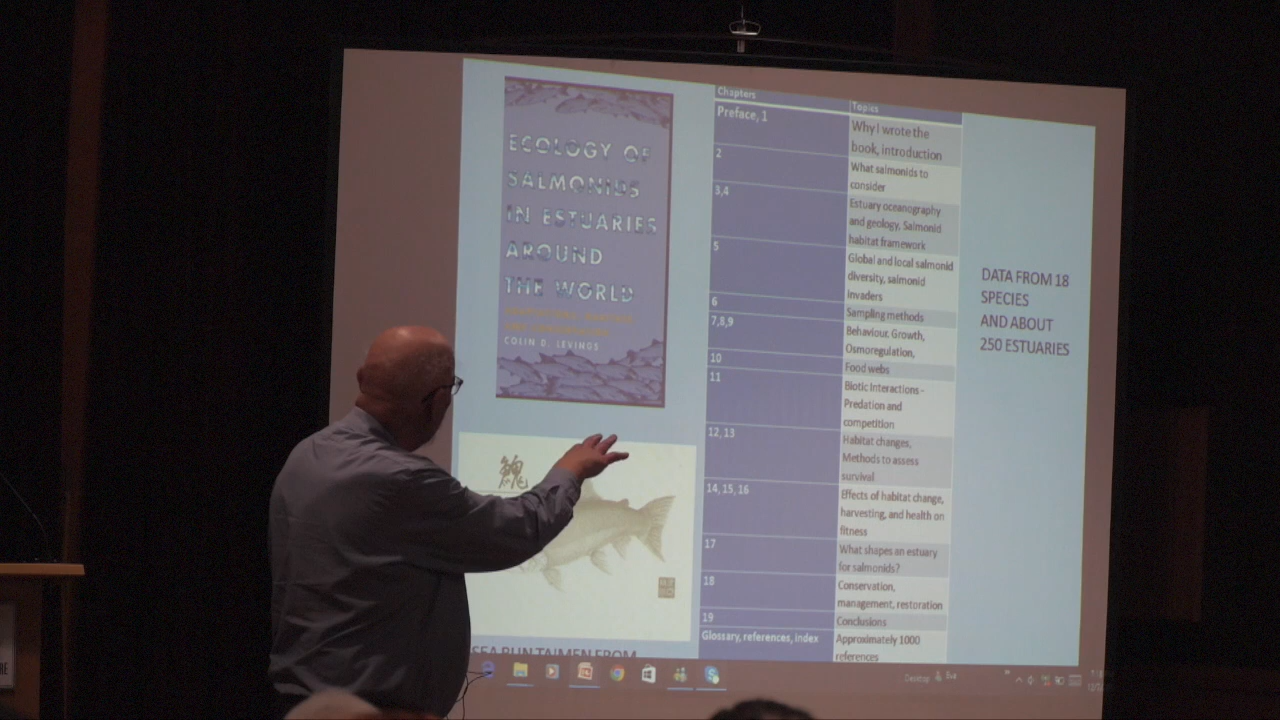 ECOLOGY OF
SALMONIDS
IN ESTUARIES
AROUND
THE WORLD
COLIN D. LEVINGS
Chapters
Topics
Preface, 1
Why I wrote the
book, introduction
2
What salmonids to
consider
3,4
Estuary oceanography
and geology, Salmonid
habitat framework
5
Global and local salmonid
diversity, salmonid
invaders
6
Sampling methods
7,8,9
Behaviour, Growth,
Osmoregulation,
10
Food webs
11
Biotic Interactions -
Predation and
competition
12, 13
Habitat changes,
Methods to assess
survival
14, 15, 16
Effects of habitat change,
harvesting, and health on
fitness
17
What shapes an estuary
for salmonids?
18
Conservation,
management, restoration
19
Conclusions
Glossary, references, index
Approximately 1000
references
DATA FROM 18
SPECIES
AND ABOUT
250 ESTUARIES
SEA RUN TAIMEN FROM
Desktop